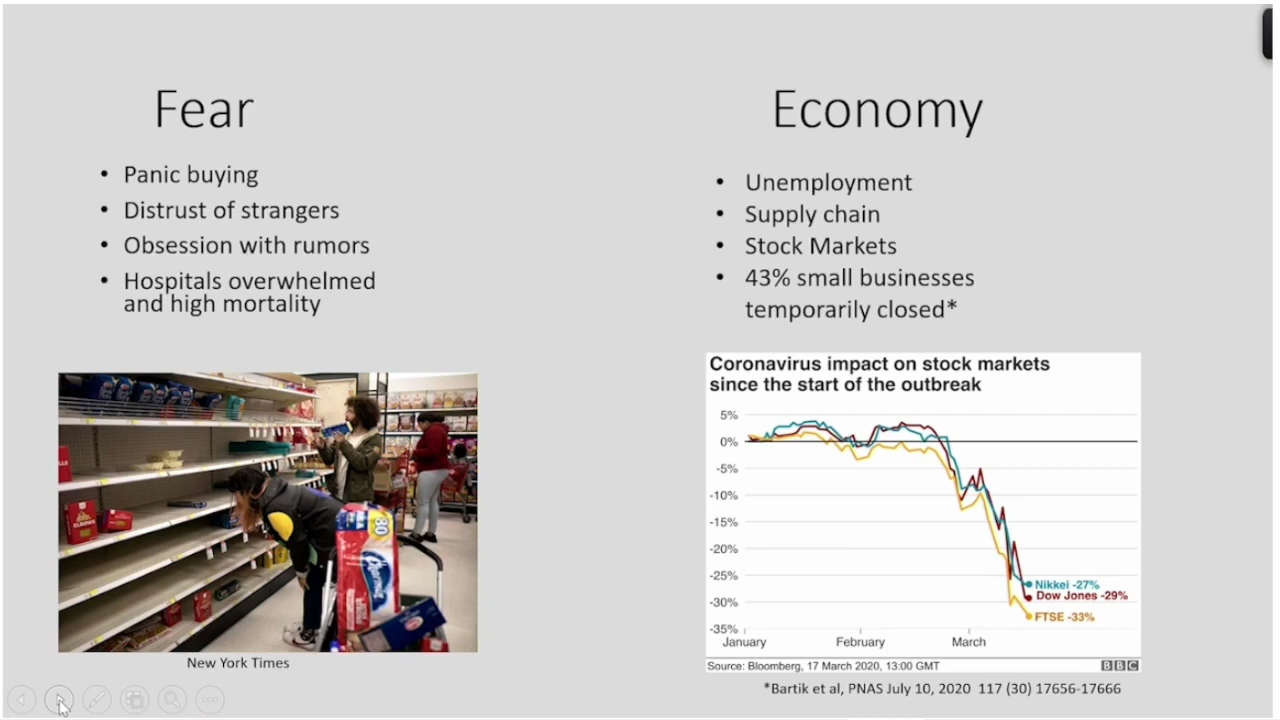 Fear
• Panic buying
• Distrust of strangers
• Obsession with rumors
• Hospitals overwhelmed
and high mortality
New York Times
Economy
• Unemployment
• Supply chain
• Stock Markets
• 43% small businesses
temporarily closed*
Coronavirus impact on stock markets
since the start of the outbreak
5%
0%
-5%
-10%
-15%
-20%
-25%
-30%
-35%
Nikkei -27%
Dow Jones -29%
FTSE -33%
January February March
Source: Bloomberg, 17 March 2020, 13:00 GMT BBC
*Bartik et al, PNAS July 10, 2020 117 (30) 17656-17666